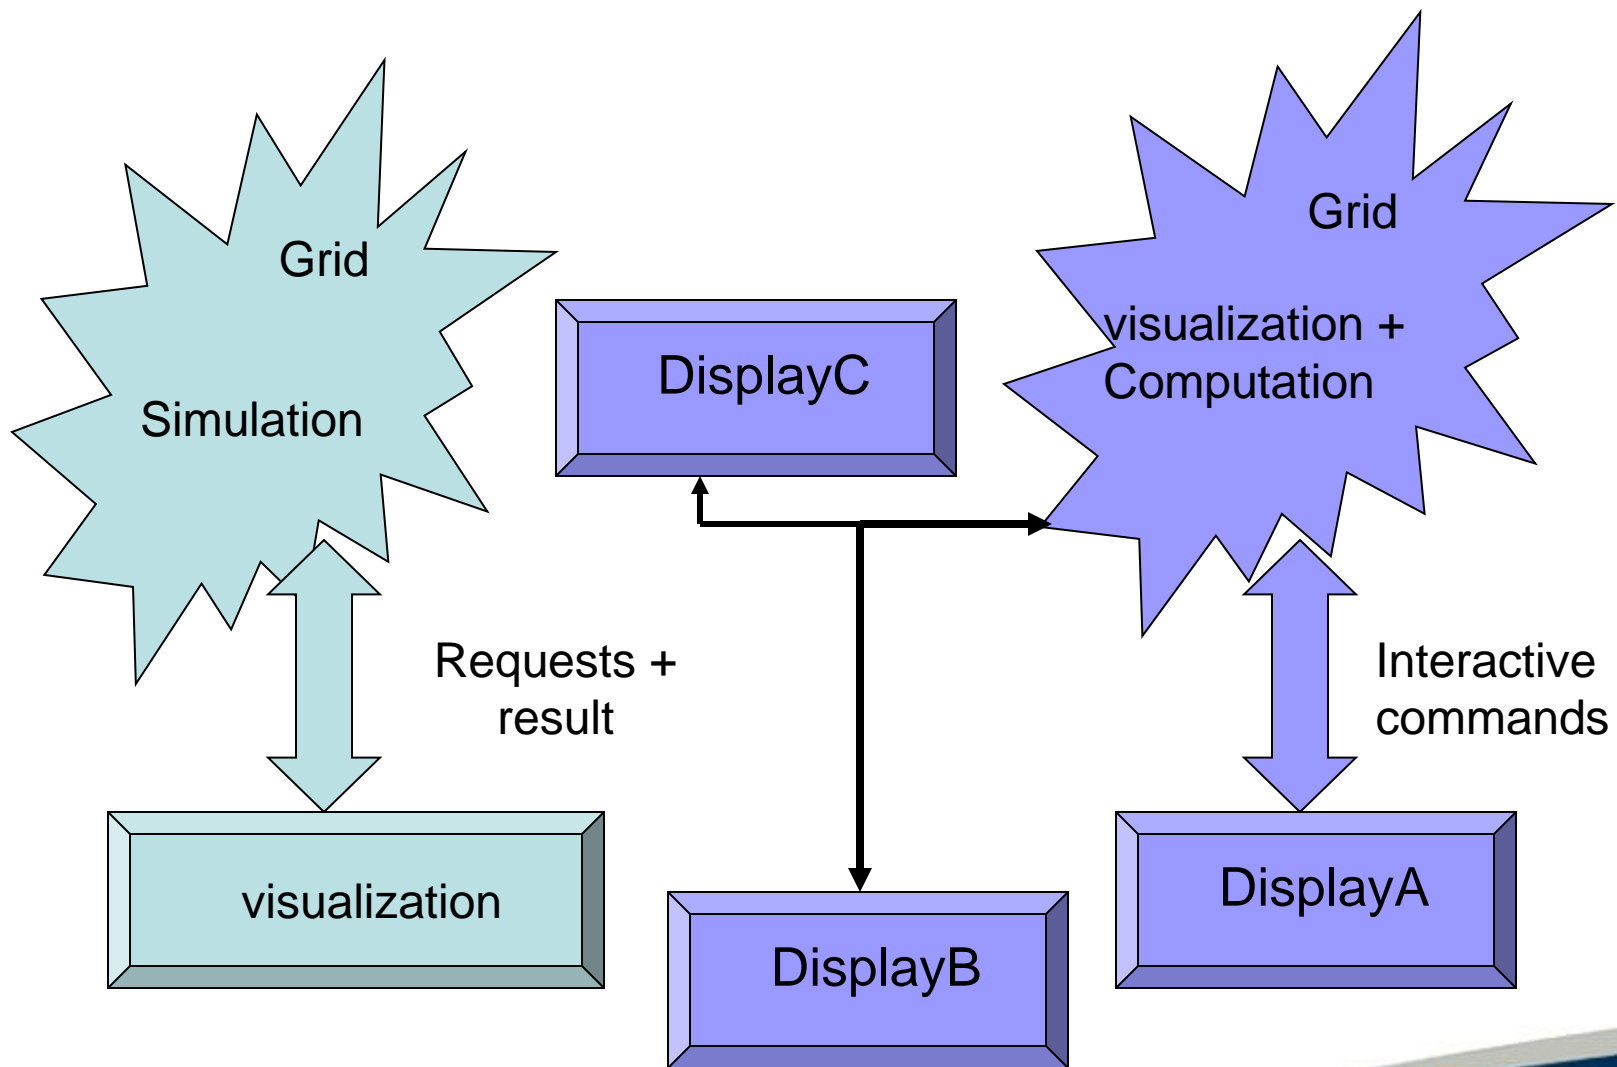 Grid
Simulation
Requests +
result
visualization
DisplayC
DisplayB
Grid
visualization +
Computation
Interactive
commands
DisplayA